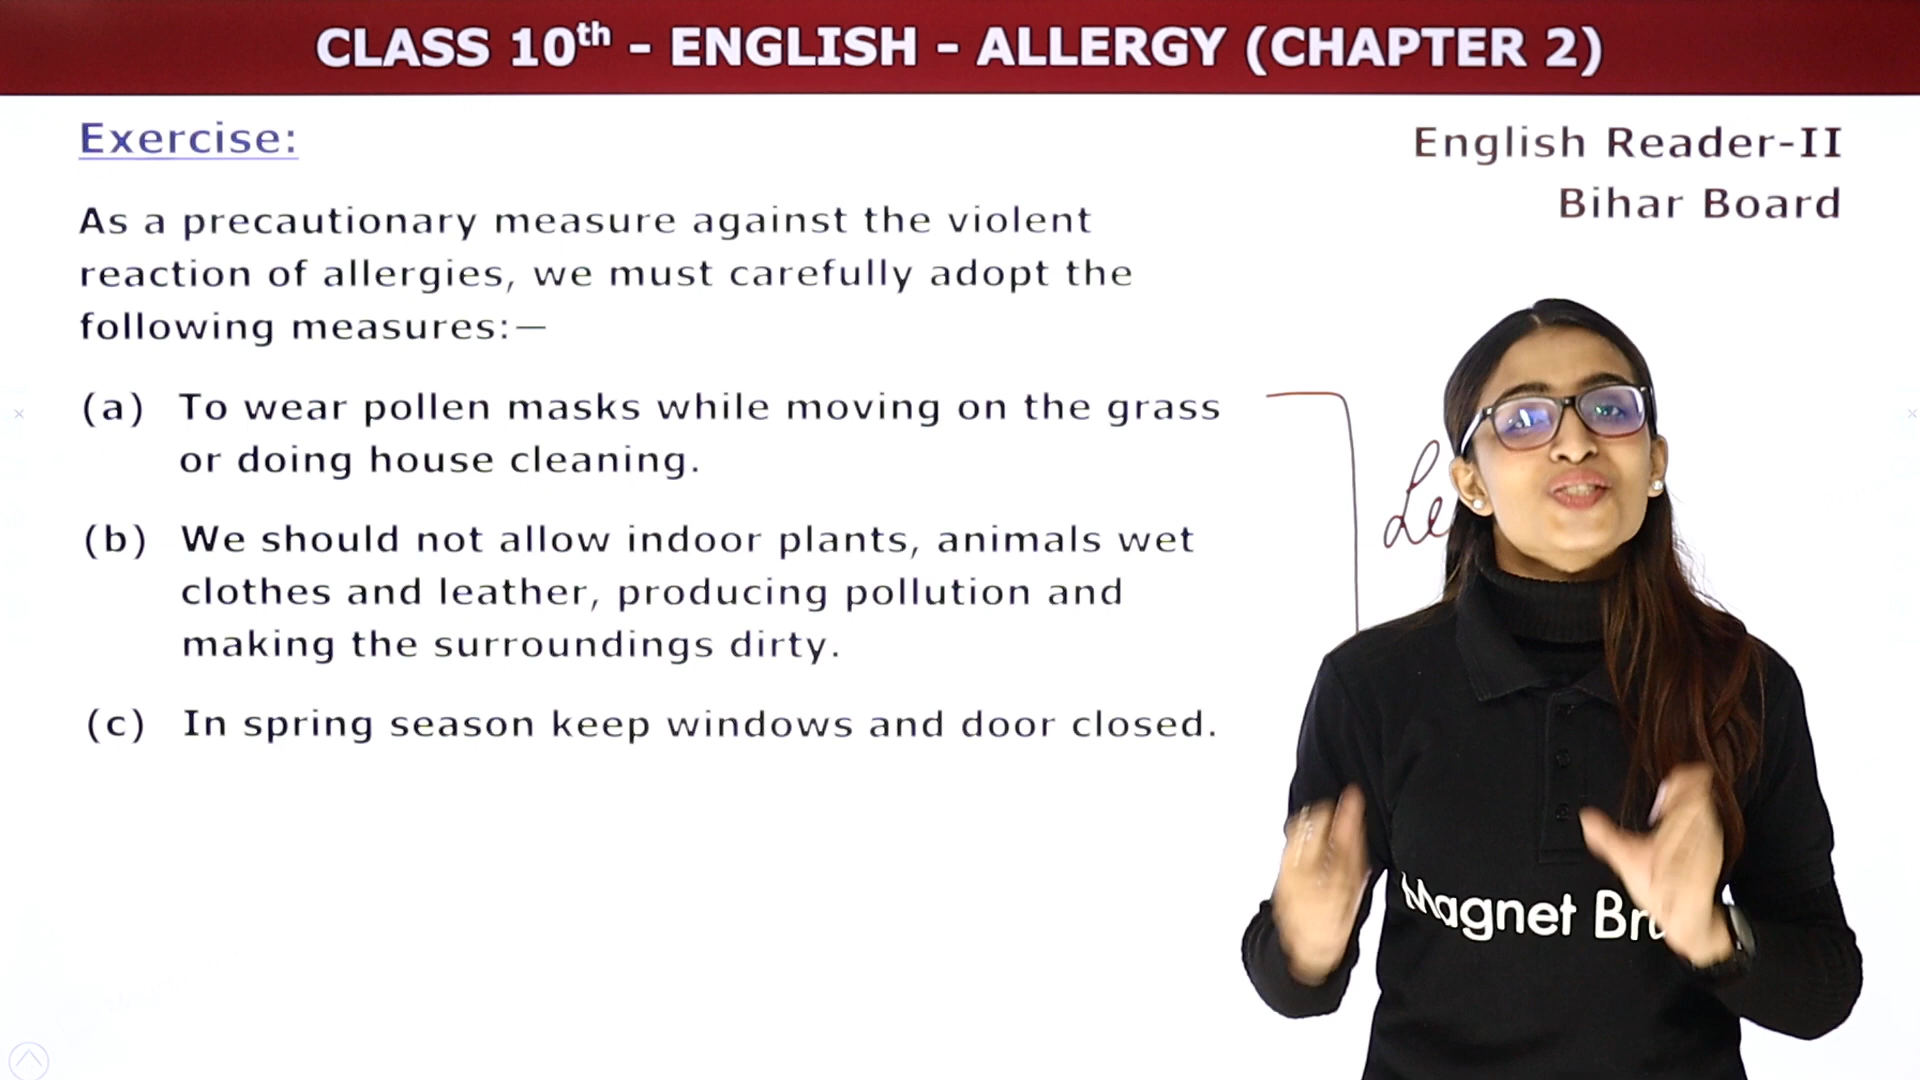 CLASS 10th - ENGLISH - ALLERGY (CHAPTER 2)
Exercise:
English Reader-II
Bihar Board
As a precautionary measure against the violent
reaction of allergies, we must carefully adopt the
following measures:—
(a) To wear pollen masks while moving on the grass
or doing house cleaning.
(b) We should not allow indoor plants, animals wet
clothes and leather, producing pollution and
making the surroundings dirty.
(c) In spring season keep windows and door closed.
Magnet